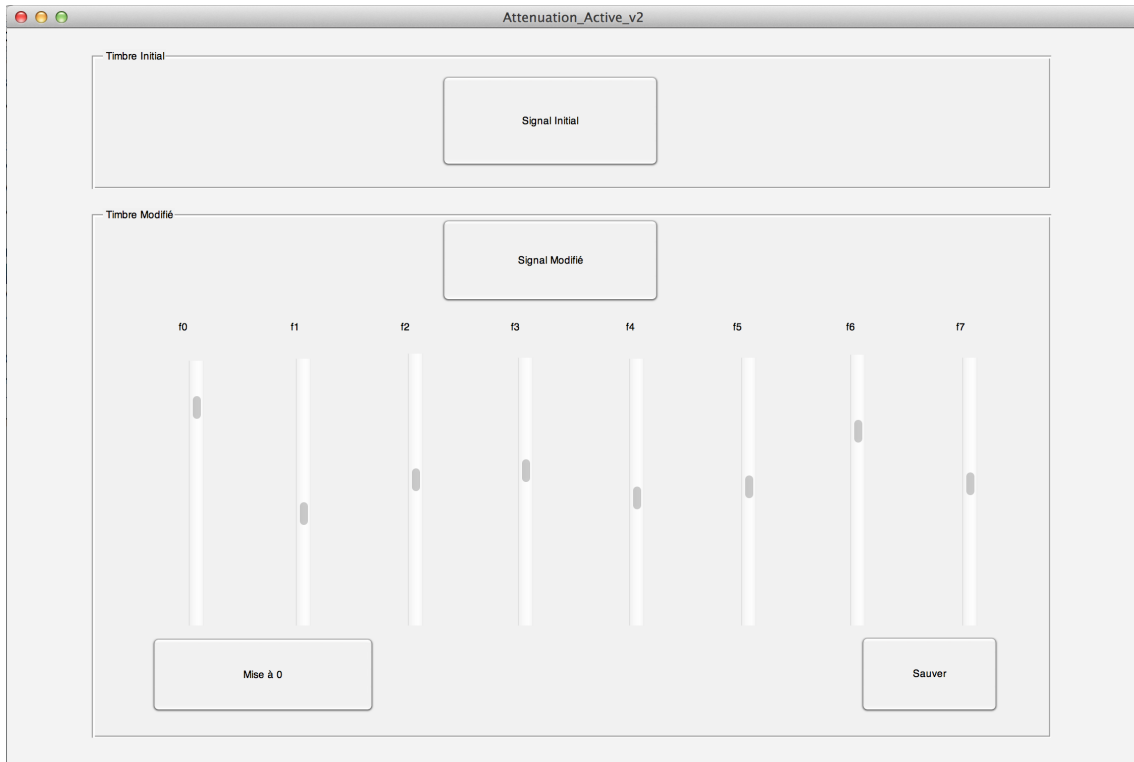 Attenuation_Active_v2
Timbre Initial
Signal Initial
Timbre Modifié
Signal Modifié
f0 f1 f2 f3 f4 f5 f6 f7
Mise à 0 Sauver